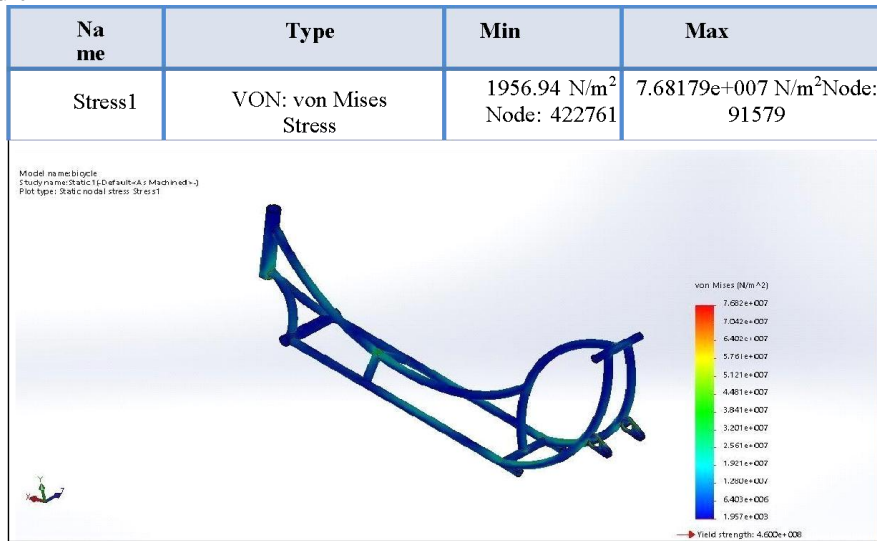 Na
me
Type
Min
Max
Stress1
VON: von Mises
Stress
1956.94 N/m²
Node: 422761
7.68179e+007 N/m²Node:
91579
Model name:bicycle
Study name:Static 1(-Default<As Machined>-)
Plot type: Static nodal stress Stress1
von Mises (N/m^2)
7.682e+007
7.042e+007
6.402e+007
5.761e+007
5.121e+007
4.481e+007
3.841e+007
3.201e+007
2.561e+007
1.921e+007
1.280e+007
6.403e+006
1.957e+003
Yield strength: 4.600e+008
Y
X
Z